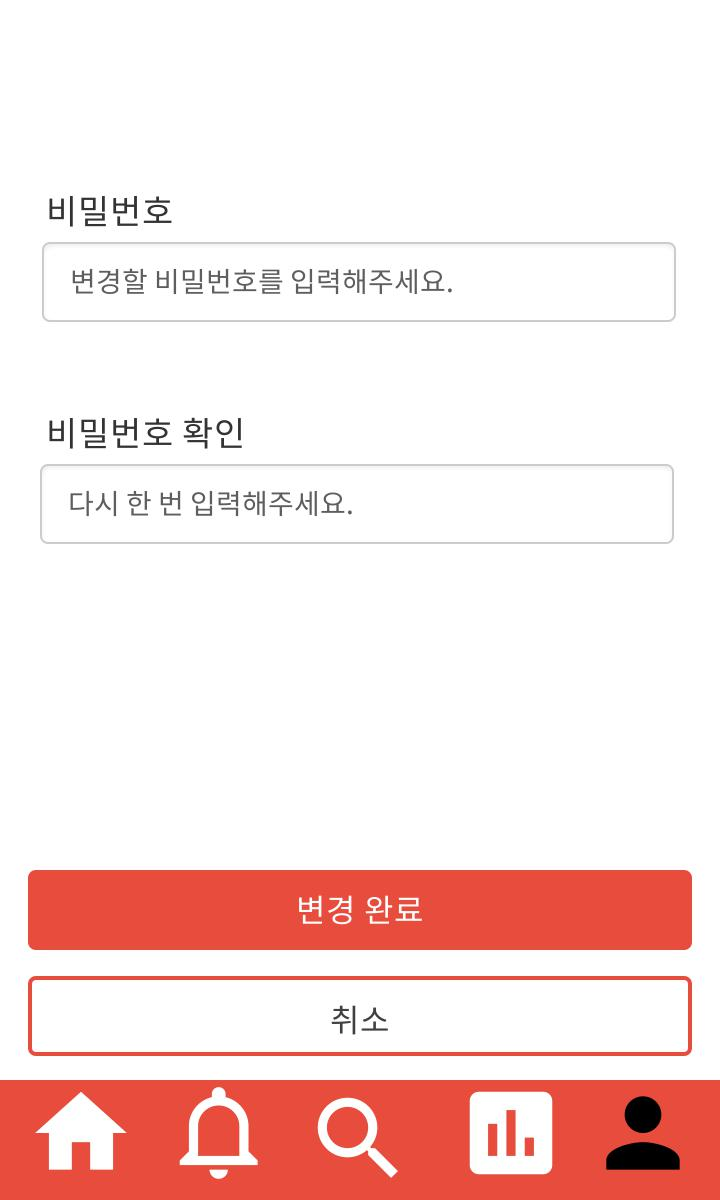 비밀번호
변경할 비밀번호를 입력해주세요.
비밀번호 확인
다시 한 번 입력해주세요.
변경 완료
취소